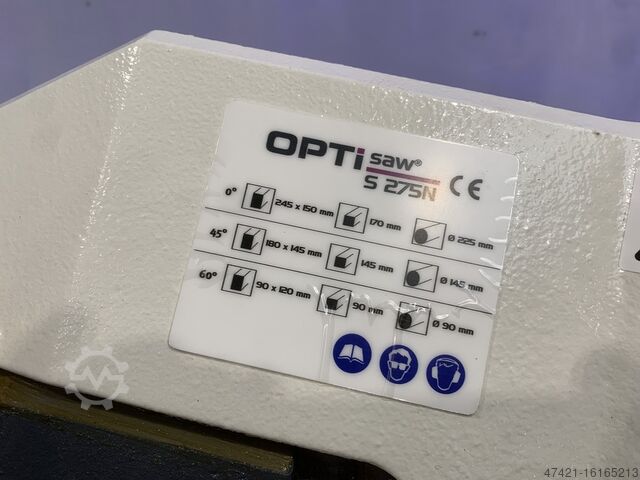 OPTi saw®
S 275N CE
0° 245 x 150 mm 170 mm Ø 225 mm
45° 180 x 145 mm 145 mm Ø 145 mm
60° 90 x 120 mm 90 mm Ø 90 mm
47421-16165213